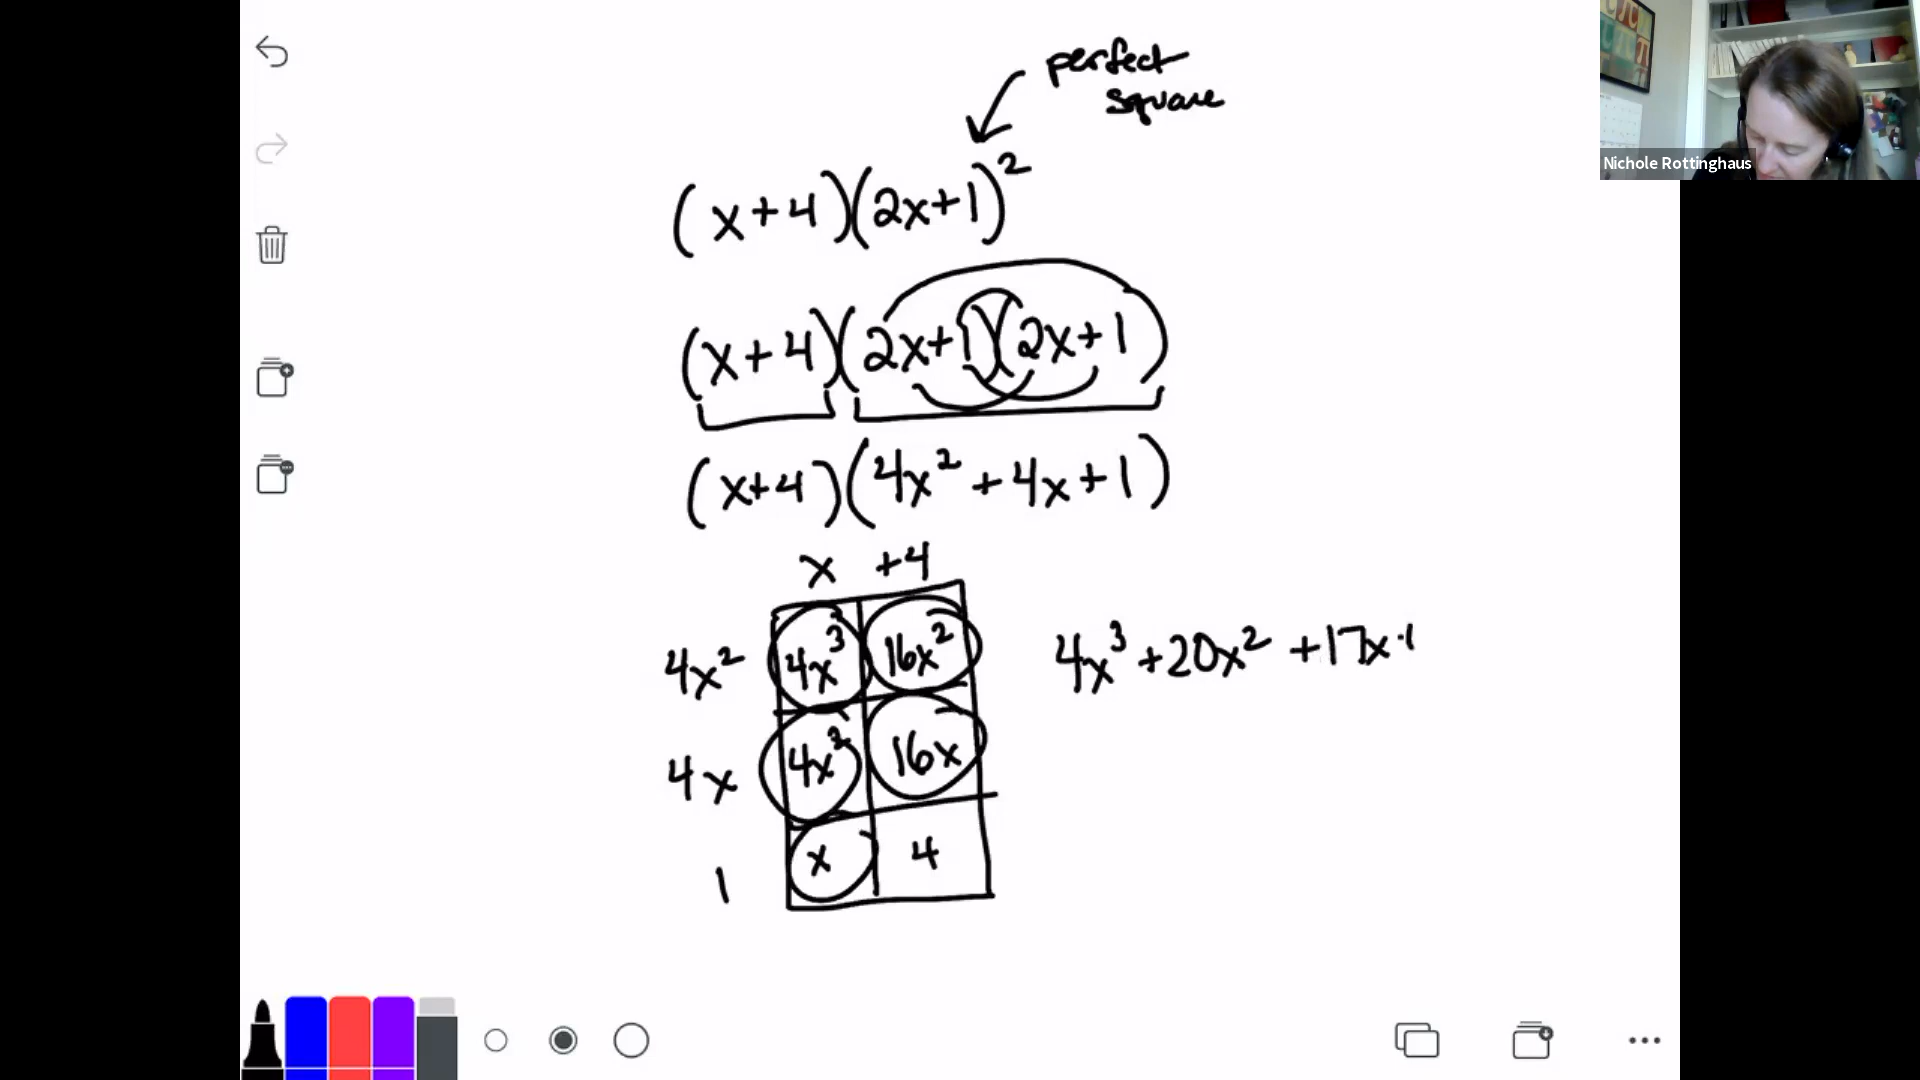 perfect
square
(x+4)(2x+1)²
(x+4)(2x+1)(2x+1)
(x+4)(4x²+4x+1)
x +4
4x² 4x³ 16x²
4x³+20x²+17x
4x 4x² 16x
1 x 4
Nichole Rottinghaus